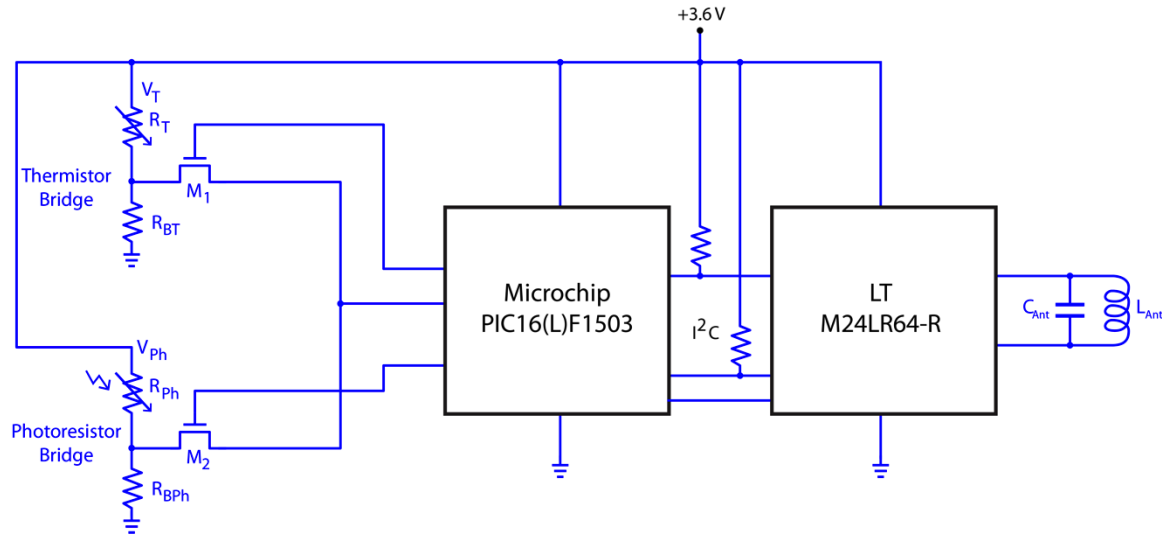 +3.6 V
V_T
R_T
Thermistor
Bridge
M_1
R_BT
Microchip
PIC16(L)F1503
LT
M24LR64-R
I²C
C_Ant
L_Ant
V_Ph
R_Ph
Photoresistor
Bridge
M_2
R_BPh